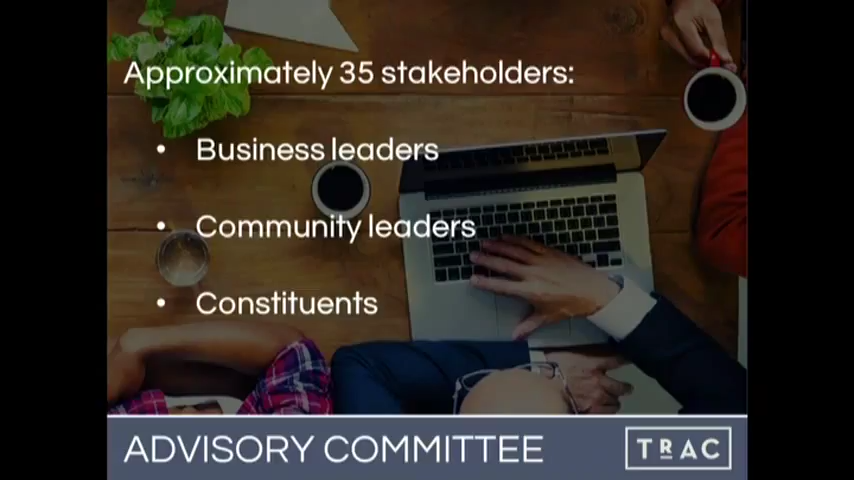 Approximately 35 stakeholders:
• Business leaders
• Community leaders
• Constituents
ADVISORY COMMITTEE
TRAC